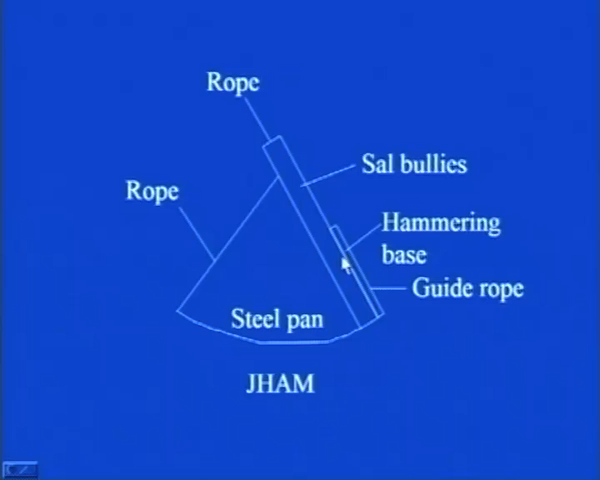 Rope
Sal bullies
Rope
Hammering
base
Guide rope
Steel pan
JHAM